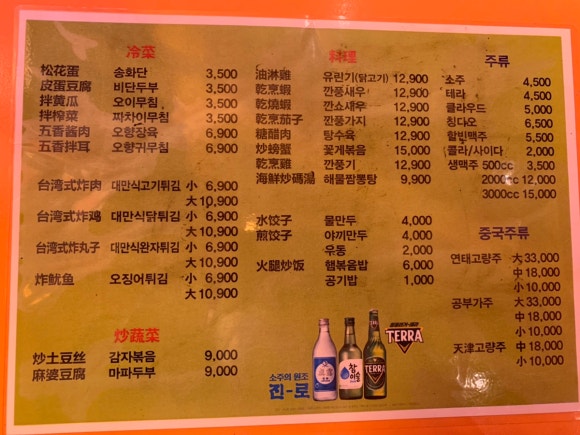 冷菜
松花蛋 송화단 3,500
皮蛋豆腐 비단두부 3,500
拌黄瓜 오이무침 3,500
拌榨菜 짜차이무침 3,500
五香酱肉 오향장육 6,900
五香拌耳 오향귀무침 6,900
台湾式炸肉 대만식고기튀김 小 6,900
大 10,900
台湾式炸鸡 대만식닭튀김 小 6,900
大 10,900
台湾式炸丸子 대만식완자튀김 小 6,900
大 10,900
炸鱿鱼 오징어튀김 小 6,900
大 10,900
炒蔬菜
炒土豆丝 감자볶음 9,000
麻婆豆腐 마파두부 9,000
料理
油淋雞 유린기(닭고기) 12,900
乾烹蝦 깐풍새우 12,900
乾燒蝦 깐쇼새우 12,900
乾烹茄子 깐풍가지 12,900
糖醋肉 탕수육 12,900
炒螃蟹 꽃게볶음 15,000
乾烹雞 깐풍기 12,900
海鮮炒碼湯 해물짬뽕탕 9,900
水饺子 물만두 4,000
煎饺子 야끼만두 4,000
우동 2,000
火腿炒饭 햄볶음밥 6,000
공기밥 1,000
주류
소주 4,500
테라 4,500
클라우드 5,000
칭다오 6,500
할빈맥주 5,500
콜라/사이다 2,000
생맥주 500cc 3,500
2000cc 12,000
3000cc 15,000
중국주류
연태고량주 大 33,000
中 18,000
小 10,000
공부가주 大 33,000
中 18,000
小 10,000
天津고량주 中 18,000
小 10,000
소주의 원조
진-로
TERRA
TERRA